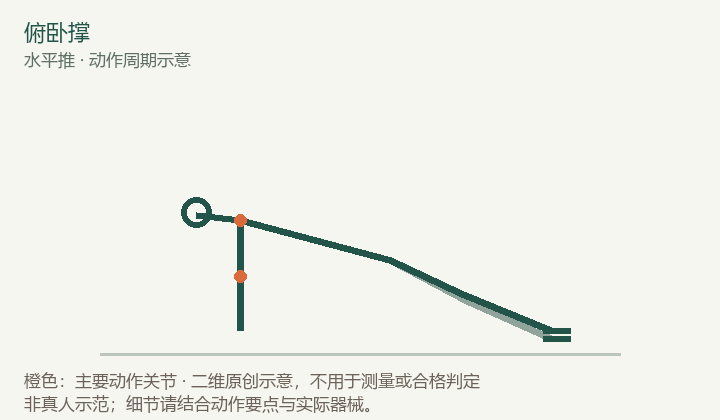 俯卧撑
水平推 · 动作周期示意
橙色：主要动作关节 · 二维原创示意，不用于测量或合格判定
非真人示范；细节请结合动作要点与实际器械。